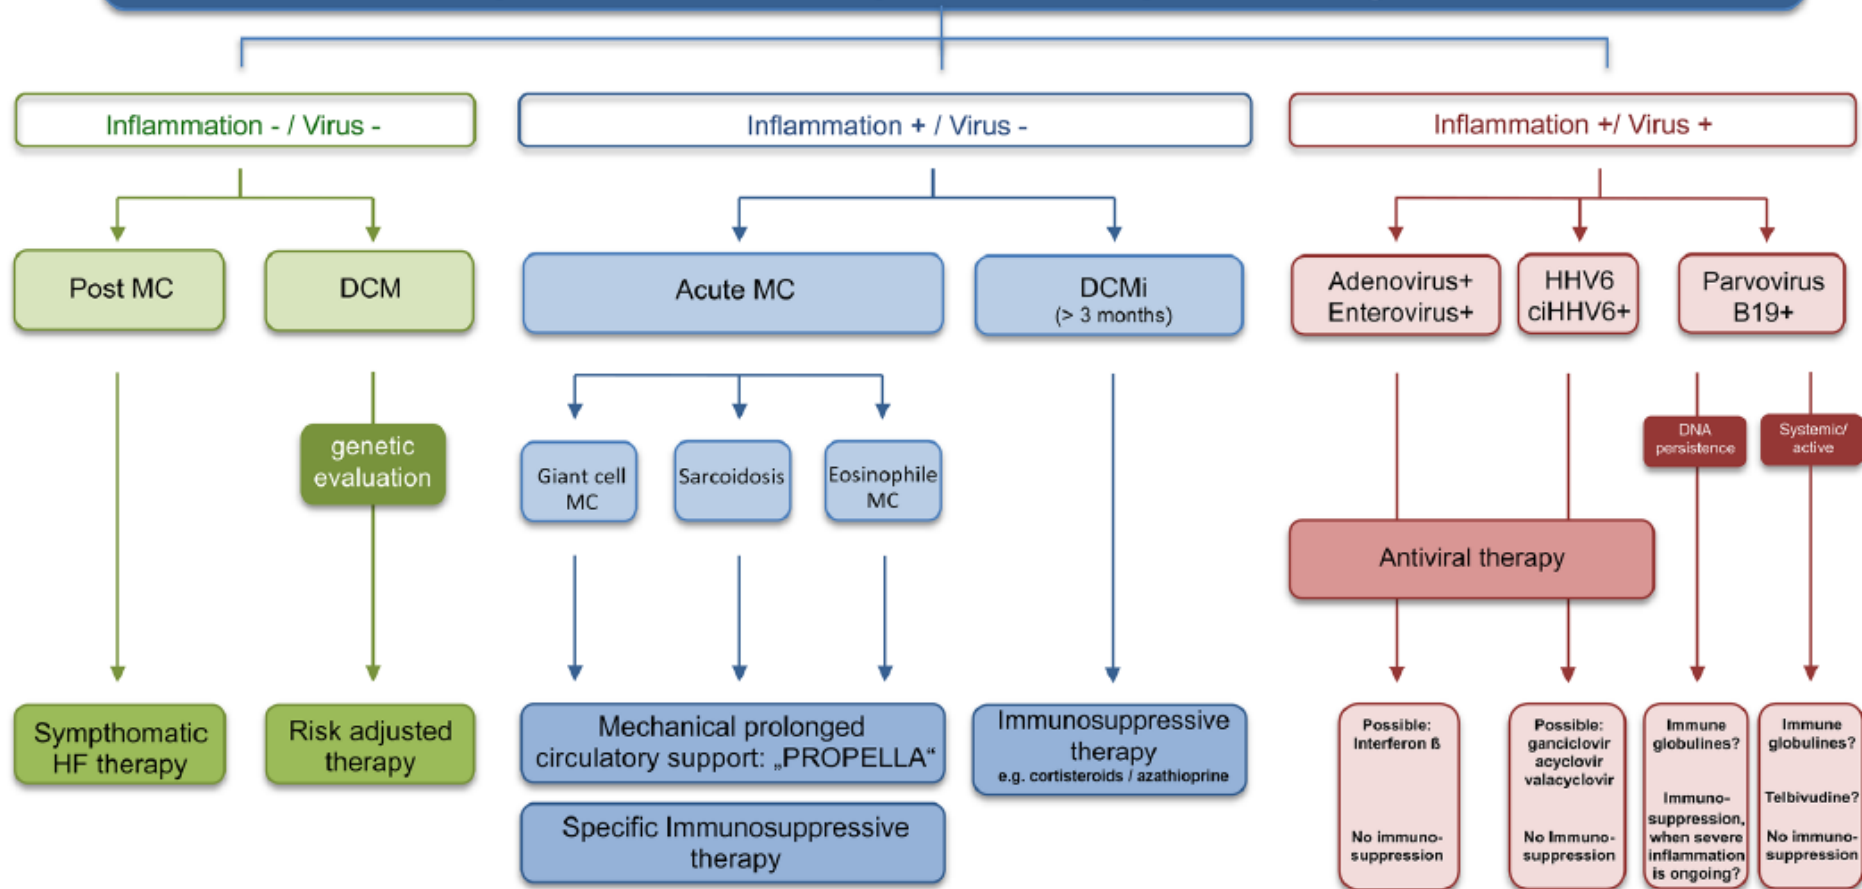 Inflammation - / Virus -
Inflammation + / Virus -
Inflammation +/ Virus +
Post MC
DCM
Acute MC
DCMi
(> 3 months)
Adenovirus+
Enterovirus+
HHV6
ciHHV6+
Parvovirus
B19+
genetic
evaluation
Giant cell
MC
Sarcoidosis
Eosinophile
MC
DNA
persistence
Systemic/
active
Antiviral therapy
Sympthomatic
HF therapy
Risk adjusted
therapy
Mechanical prolonged
circulatory support: „PROPELLA“
Specific Immunosuppressive
therapy
Immunosuppressive
therapy
e.g. cortisteroids / azathioprine
Possible:
Interferon ß
No immuno-
suppression
Possible:
ganciclovir
acyclovir
valacyclovir
No Immuno-
suppression
Immune
globulines?
Immuno-
suppression,
when severe
inflammation
is ongoing?
Immune
globulines?
Telbivudine?
No immuno-
suppression